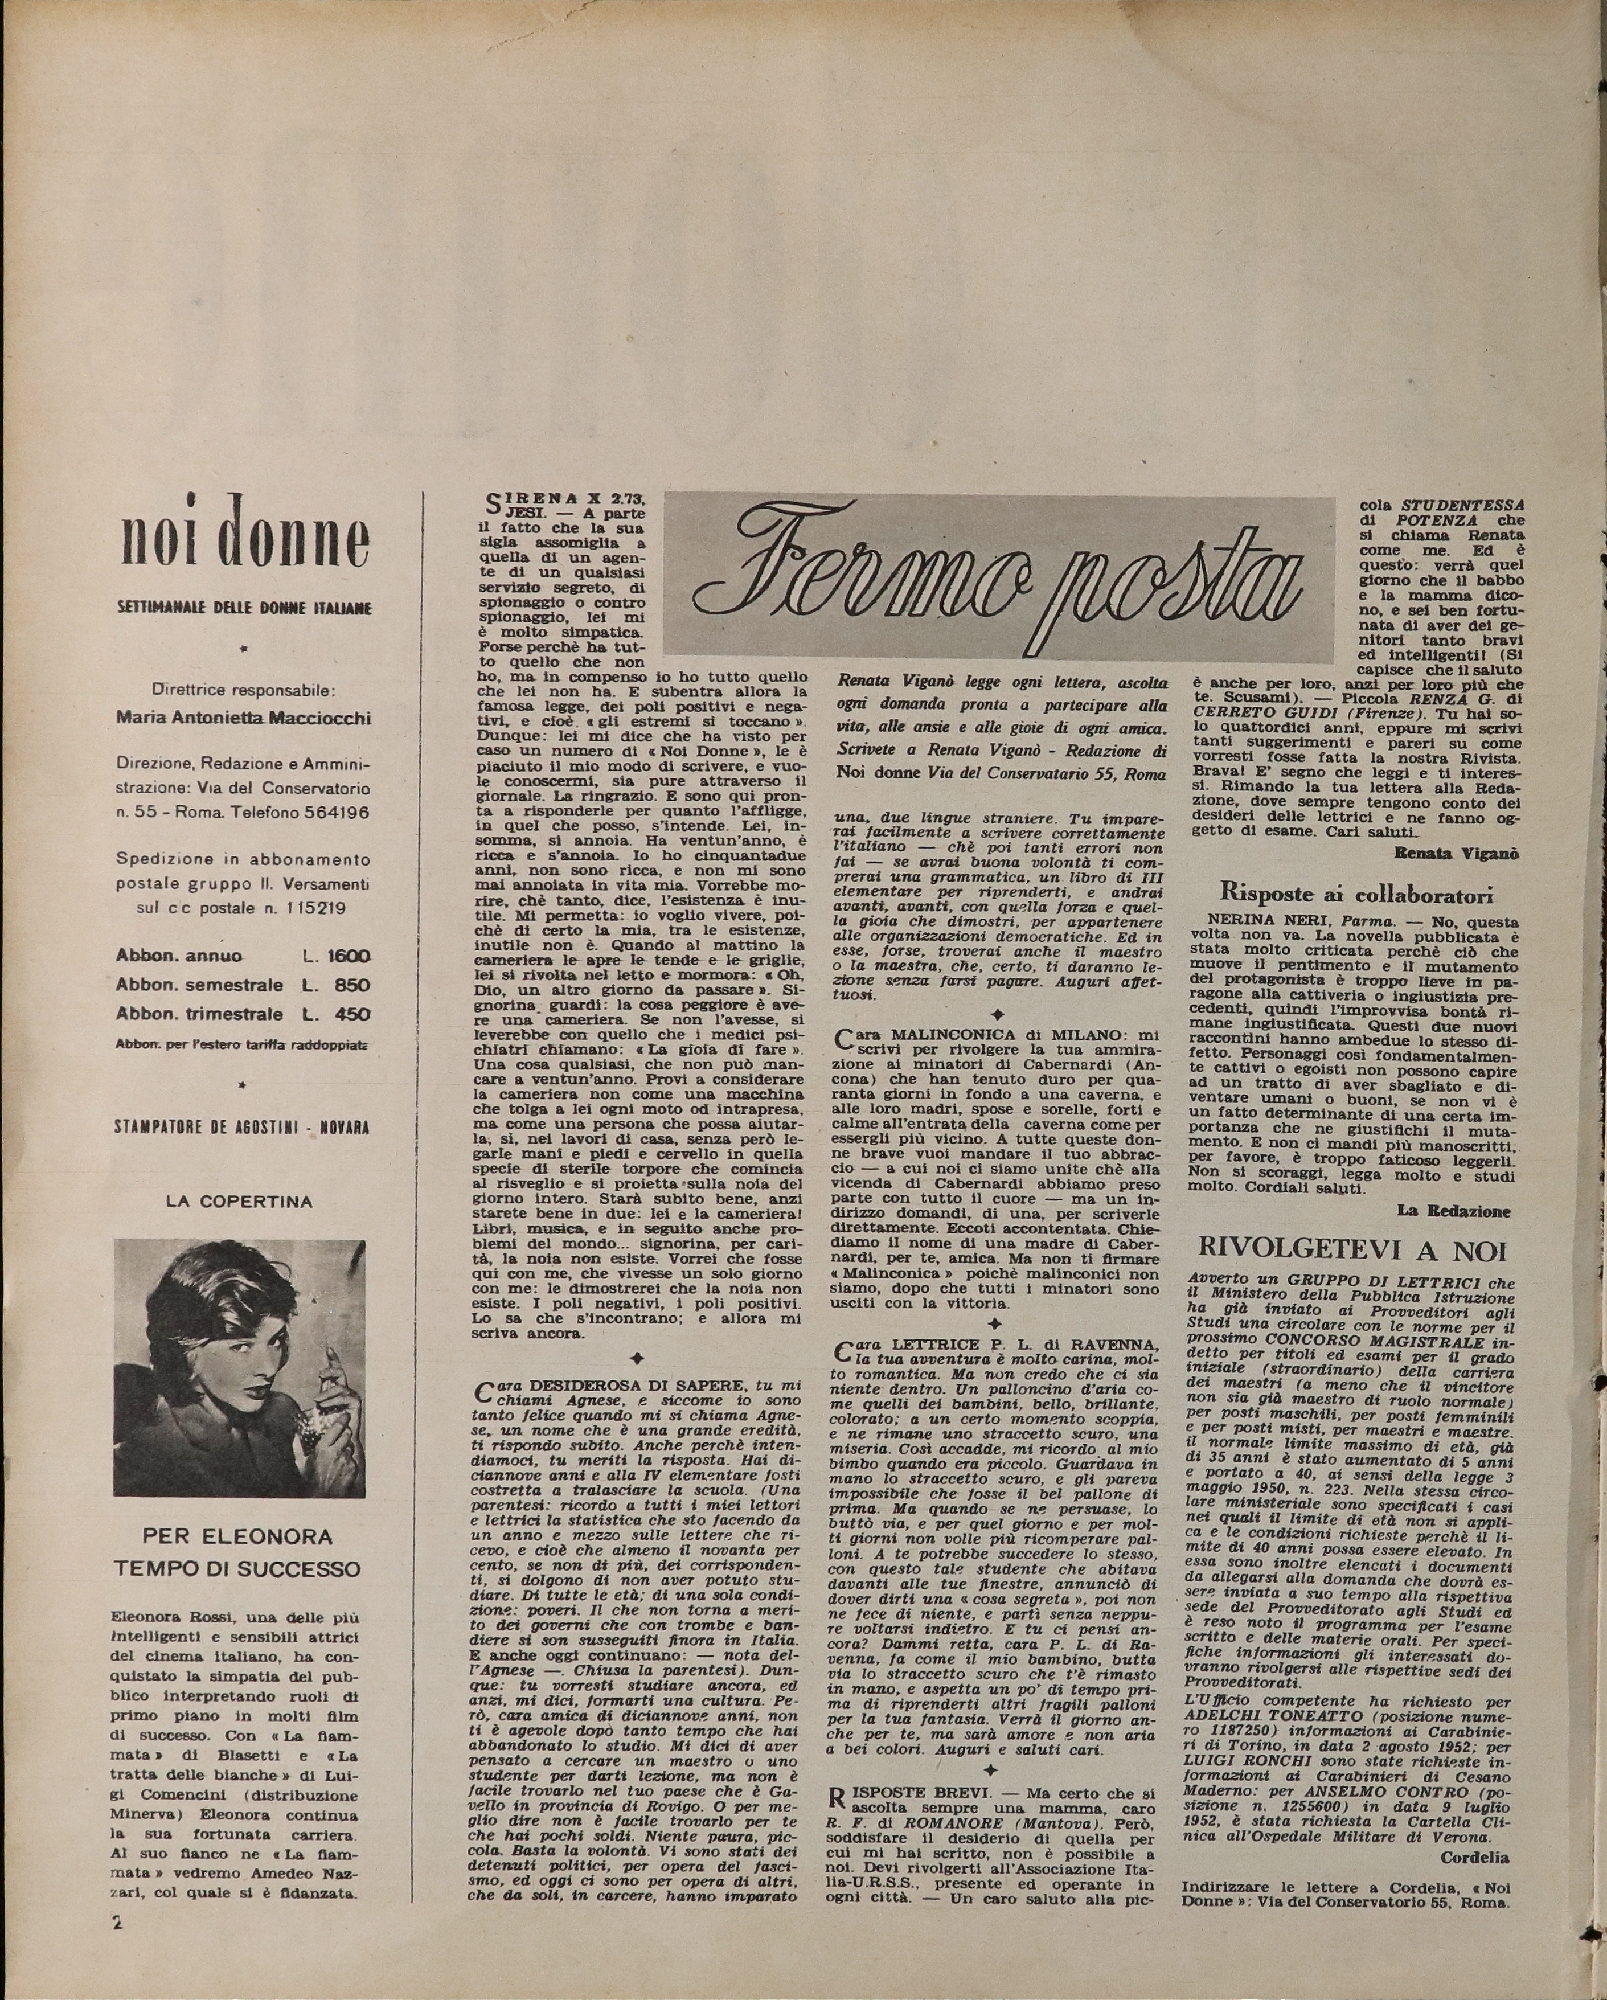 noi donne
SETTIMANALE DELLE DONNE ITALIANE
*
Direttrice responsabile:
Maria Antonietta Macciocchi
Direzione, Redazione e Ammini-
strazione: Via del Conservatorio
n. 55 - Roma. Telefono 564196
Spedizione in abbonamento
postale gruppo II. Versamenti
sul c c postale n. 115219
Abbon. annuo L. 1600
Abbon. semestrale L. 850
Abbon. trimestrale L. 450
Abbon. per l'estero tariffa raddoppiata
*
STAMPATORE DE AGOSTINI - NOVARA
LA COPERTINA
PER ELEONORA
TEMPO DI SUCCESSO
Eleonora Rossi, una delle più
intelligenti e sensibili attrici
del cinema italiano, ha con-
quistato la simpatia del pub-
blico interpretando ruoli di
primo piano in molti film
di successo. Con « La fiam-
mata » di Blasetti e « La
tratta delle bianche » di Lui-
gi Comencini (distribuzione
Minerva) Eleonora continua
la sua fortunata carriera.
Al suo fianco ne « La fiam-
mata » vedremo Amedeo Naz-
zari, col quale si è fidanzata.
2
SIRENA X 2.73,
JESI. — A parte
il fatto che la sua
sigla assomiglia a
quella di un agen-
te di un qualsiasi
servizio segreto, di
spionaggio o contro
spionaggio, lei mi
è molto simpatica.
Forse perchè ha tut-
to quello che non
ho, ma in compenso io ho tutto quello
che lei non ha. E subentra allora la
famosa legge, dei poli positivi e nega-
tivi, e cioè « gli estremi si toccano ».
Dunque: lei mi dice che ha visto per
caso un numero di « Noi Donne », le è
piaciuto il mio modo di scrivere, e vuo-
le conoscermi, sia pure attraverso il
giornale. La ringrazio. E sono qui pron-
ta a risponderle per quanto l'affligge,
in quel che posso, s'intende. Lei, in-
somma, si annoia. Ha ventun'anno, è
ricca e s'annoia. Io ho cinquantadue
anni, non sono ricca, e non mi sono
mai annoiata in vita mia. Vorrebbe mo-
rire, chè tanto, dice, l'esistenza è inu-
tile. Mi permetta: io voglio vivere, poi-
chè di certo la mia, tra le esistenze,
inutile non è. Quando al mattino la
cameriera le apre le tende e le griglie,
lei si rivolta nel letto e mormora: « Oh,
Dio, un altro giorno da passare ». Si-
gnorina guardi: la cosa peggiore è ave-
re una cameriera. Se non l'avesse, si
leverebbe con quello che i medici psi-
chiatri chiamano: « La gioia di fare ».
Una cosa qualsiasi, che non può man-
care a ventun'anno. Provi a considerare
la cameriera non come una macchina
che tolga a lei ogni moto od intrapresa,
ma come una persona che possa aiutar-
la, sì, nei lavori di casa, senza però le-
garle mani e piedi e cervello in quella
specie di sterile torpore che comincia
al risveglio e si proietta sulla noia del
giorno intero. Starà subito bene, anzi
starete bene in due: lei e la cameriera!
Libri, musica, e in seguito anche pro-
blemi del mondo... signorina, per cari-
tà, la noia non esiste. Vorrei che fosse
qui con me, che vivesse un solo giorno
con me: le dimostrerei che la noia non
esiste. I poli negativi, i poli positivi.
Lo sa che s'incontrano; e allora mi
scriva ancora.
Cara DESIDEROSA DI SAPERE, tu mi
chiami Agnese, e siccome io sono
tanto felice quando mi si chiama Agne-
se, un nome che è una grande eredità,
ti rispondo subito. Anche perchè inten-
diamoci, tu meriti la risposta. Hai di-
ciannove anni e alla IV elementare fosti
costretta a tralasciare la scuola. (Una
parentesi: ricordo a tutti i miei lettori
e lettrici la statistica che sto facendo da
un anno e mezzo sulle lettere che ri-
cevo, e cioè che almeno il novanta per
cento, se non di più, dei corrisponden-
ti, si dolgono di non aver potuto stu-
diare. Di tutte le età; di una sola condi-
zione: poveri. Il che non torna a meri-
to dei governi che con trombe e ban-
diere si son susseguiti finora in Italia.
E anche oggi continuano: — nota del-
l'Agnese —. Chiusa la parentesi). Dun-
que: tu vorresti studiare ancora, ed
anzi, mi dici, formarti una cultura. Pe-
rò, cara amica di diciannove anni, non
ti è agevole dopo tanto tempo che hai
abbandonato lo studio. Mi dici di aver
pensato a cercare un maestro o uno
studente per darti lezione, ma non è
facile trovarlo nel tuo paese che è Ga-
vello in provincia di Rovigo. O per me-
glio dire non è facile trovarlo per te
che hai pochi soldi. Niente paura, pic-
cola. Basta la volontà. Vi sono stati dei
detenuti politici, per opera del fasci-
smo, ed oggi ci sono per opera di altri,
che da soli, in carcere, hanno imparato
Fermo posta
Renata Viganò legge ogni lettera, ascolta
ogni domanda pronta a partecipare alla
vita, alle ansie e alle gioie di ogni amica.
Scrivete a Renata Viganò - Redazione di
Noi donne Via del Conservatario 55, Roma
una, due lingue straniere. Tu impare-
rai facilmente a scrivere correttamente
l'italiano — chè poi tanti errori non
fai — se avrai buona volontà ti com-
prerai una grammatica, un libro di III
elementare per riprenderti, e andrai
avanti, avanti, con quella forza e quel-
la gioia che dimostri, per appartenere
alle organizzazioni democratiche. Ed in
esse, forse, troverai anche il maestro
o la maestra, che, certo, ti daranno le-
zione senza farsi pagare. Auguri affet-
tuosi.
Cara MALINCONICA di MILANO: mi
scrivi per rivolgere la tua ammira-
zione ai minatori di Cabernardi (An-
cona) che han tenuto duro per qua-
ranta giorni in fondo a una caverna, e
alle loro madri, spose e sorelle, forti e
calme all'entrata della caverna come per
essergli più vicino. A tutte queste don-
ne brave vuoi mandare il tuo abbrac-
cio — a cui noi ci siamo unite chè alla
vicenda di Cabernardi abbiamo preso
parte con tutto il cuore — ma un in-
dirizzo domandi, di una, per scriverle
direttamente. Eccoti accontentata. Chie-
diamo il nome di una madre di Caber-
nardi, per te, amica. Ma non ti firmare
« Malinconica » poichè malinconici non
siamo, dopo che tutti i minatori sono
usciti con la vittoria.
Cara LETTRICE P. L. di RAVENNA,
la tua avventura è molto carina, mol-
to romantica. Ma non credo che ci sia
niente dentro. Un palloncino d'aria co-
me quelli dei bambini, bello, brillante,
colorato; a un certo momento scoppia,
e ne rimane uno straccetto scuro, una
miseria. Così accadde, mi ricordo al mio
bimbo quando era piccolo. Guardava in
mano lo straccetto scuro, e gli pareva
impossibile che fosse il bel pallone di
prima. Ma quando se ne persuase, lo
buttò via, e per quel giorno e per mol-
ti giorni non volle più ricomperare pal-
loni. A te potrebbe succedere lo stesso,
con questo tale studente che abitava
davanti alle tue finestre, annunciò di
dover dirti una « cosa segreta », poi non
ne fece di niente, e partì senza neppu-
re voltarsi indietro. E tu ci pensi an-
cora? Dammi retta, cara P. L. di Ra-
venna, fa come il mio bambino, butta
via lo straccetto scuro che t'è rimasto
in mano, e aspetta un po' di tempo pri-
ma di riprenderti altri fragili palloni
per la tua fantasia. Verrà il giorno an-
che per te, ma sarà amore e non aria
a bei colori. Auguri e saluti cari.
RISPOSTE BREVI. — Ma certo che si
ascolta sempre una mamma, caro
R. F. di ROMANORE (Mantova). Però,
soddisfare il desiderio di quella per
cui mi hai scritto, non è possibile a
noi. Devi rivolgerti all'Associazione Ita-
lia-U.R.S.S., presente ed operante in
ogni città. — Un caro saluto alla pic-
cola STUDENTESSA
di POTENZA che
si chiama Renata
come me. Ed è
questo: verrà quel
giorno che il babbo
e la mamma dico-
no, e sei ben fortu-
nata di aver dei ge-
nitori tanto bravi
ed intelligenti! (Si
capisce che il saluto
è anche per loro, anzi per loro più che
te. Scusami). — Piccola RENZA G. di
CERRETO GUIDI (Firenze). Tu hai so-
lo quattordici anni, eppure mi scrivi
tanti suggerimenti e pareri su come
vorresti fosse fatta la nostra Rivista.
Brava! E' segno che leggi e ti interes-
si. Rimando la tua lettera alla Reda-
zione, dove sempre tengono conto dei
desideri delle lettrici e ne fanno og-
getto di esame. Cari saluti.
Renata Viganò
Risposte ai collaboratori
NERINA NERI, Parma. — No, questa
volta non va. La novella pubblicata è
stata molto criticata perchè ciò che
muove il pentimento e il mutamento
del protagonista è troppo lieve in pa-
ragone alla cattiveria o ingiustizia pre-
cedenti, quindi l'improvvisa bontà ri-
mane ingiustificata. Questi due nuovi
raccontini hanno ambedue lo stesso di-
fetto. Personaggi così fondamentalmen-
te cattivi o egoisti non possono capire
ad un tratto di aver sbagliato e di-
ventare umani o buoni, se non vi è
un fatto determinante di una certa im-
portanza che ne giustifichi il muta-
mento. E non ci mandi più manoscritti,
per favore, è troppo faticoso leggerli.
Non si scoraggi, legga molto e studi
molto. Cordiali saluti.
La Redazione
RIVOLGETEVI A NOI
Avverto un GRUPPO DI LETTRICI che
il Ministero della Pubblica Istruzione
ha già inviato ai Provveditori agli
Studi una circolare con le norme per il
prossimo CONCORSO MAGISTRALE in-
detto per titoli ed esami per il grado
iniziale (straordinario) della carriera
dei maestri (a meno che il vincitore
non sia già maestro di ruolo normale)
per posti maschili, per posti femminili
e per posti misti, per maestri e maestre.
il normale limite massimo di età, già
di 35 anni è stato aumentato di 5 anni
e portato a 40, ai sensi della legge 3
maggio 1950, n. 223. Nella stessa circo-
lare ministeriale sono specificati i casi
nei quali il limite di età non si appli-
ca e le condizioni richieste perchè il li-
mite di 40 anni possa essere elevato. In
essa sono inoltre elencati i documenti
da allegarsi alla domanda che dovrà es-
sere inviata a suo tempo alla rispettiva
sede del Provveditorato agli Studi ed
è reso noto il programma per l'esame
scritto e delle materie orali. Per speci-
fiche informazioni gli interessati do-
vranno rivolgersi alle rispettive sedi dei
Provveditorati.
L'Ufficio competente ha richiesto per
ADELCHI TONEATTO (posizione nume-
ro 1187250) informazioni ai Carabinie-
ri di Torino, in data 2 agosto 1952; per
LUIGI RONCHI sono state richieste in-
formazioni ai Carabinieri di Cesano
Maderno: per ANSELMO CONTRO (po-
sizione n. 1255600) in data 9 luglio
1952, è stata richiesta la Cartella Cli-
nica all'Ospedale Militare di Verona.
Cordelia
Indirizzare le lettere a Cordelia, « Noi
Donne »: Via del Conservatorio 55, Roma.